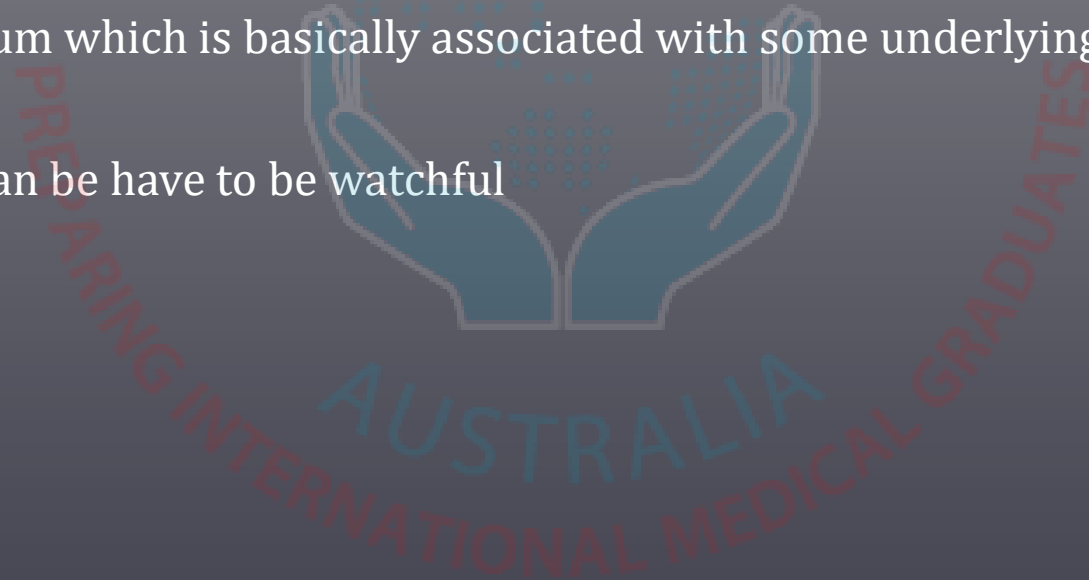 um which is basically associated with some underlying
an be have to be watchful
AUSTRALIA
PREPARING INTERNATIONAL MEDICAL GRADUATES